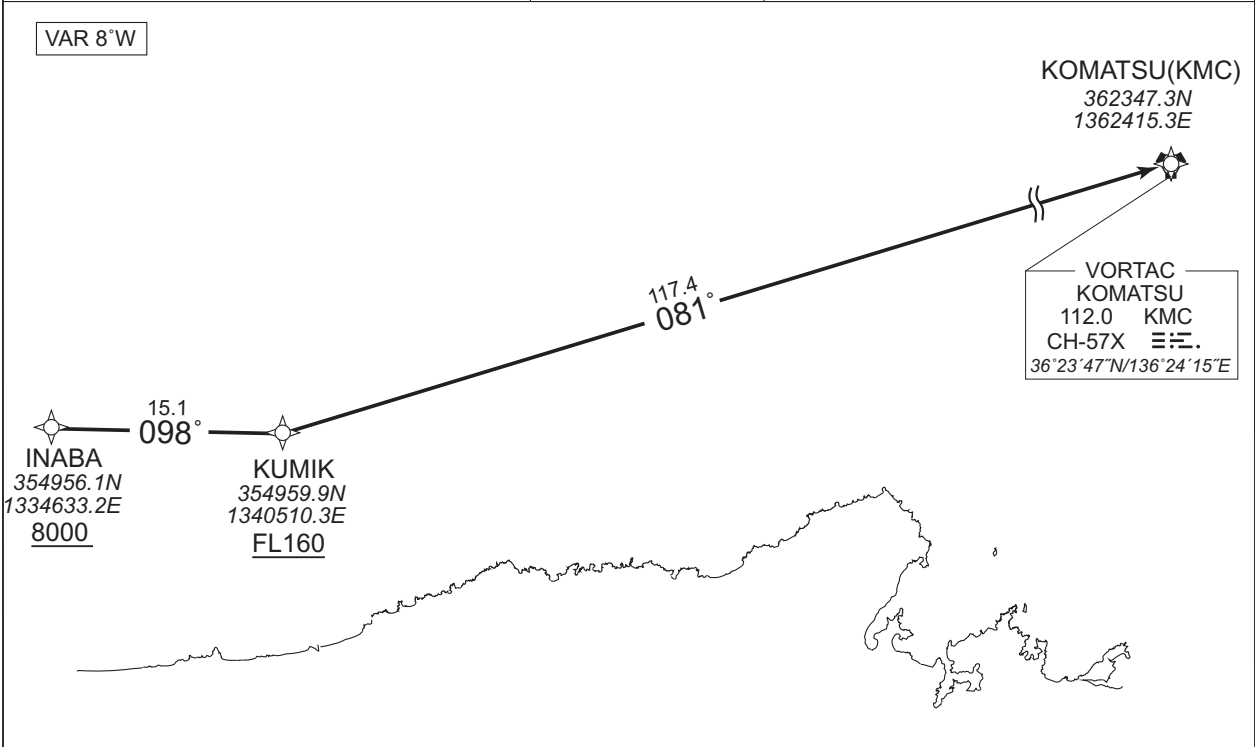 VAR 8˚W
KOMATSU(KMC)
362347.3N
1362415.3E
117.4
081˚
VORTAC
KOMATSU
112.0 KMC
CH-57X
36˚23´47˝N/136˚24´15˝E
15.1
098˚
INABA
354956.1N
1334633.2E
8000
KUMIK
354959.9N
1340510.3E
FL160